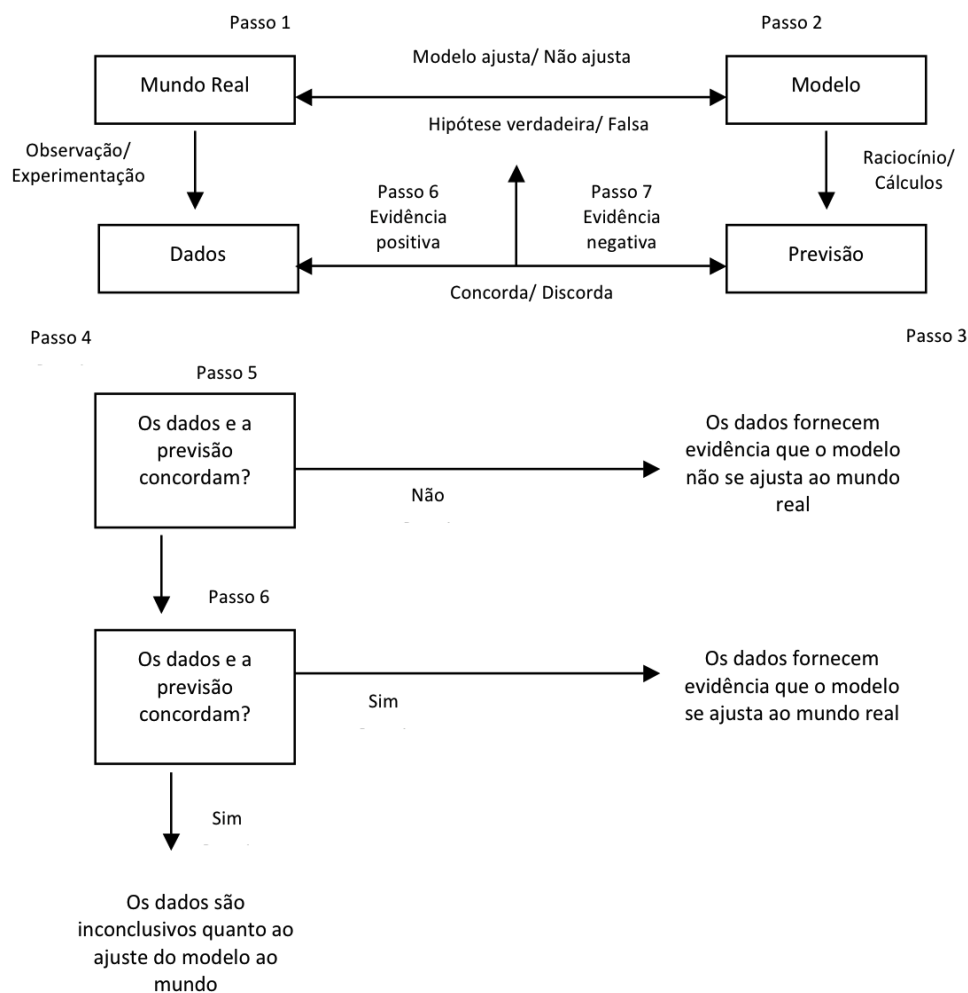 Passo 1
Passo 2
Modelo ajusta/ Não ajusta
Mundo Real
Modelo
Hipótese verdadeira/ Falsa
Observação/
Experimentação
Raciocínio/
Cálculos
Passo 6
Evidência
positiva
Passo 7
Evidência
negativa
Dados
Previsão
Concorda/ Discorda
Passo 4
Passo 3
Passo 5
Os dados e a
previsão
concordam?
Não
Os dados fornecem
evidência que o modelo
não se ajusta ao mundo
real
Passo 6
Os dados e a
previsão
concordam?
Sim
Os dados fornecem
evidência que o modelo
se ajusta ao mundo real
Sim
Os dados são
inconclusivos quanto ao
ajuste do modelo ao
mundo